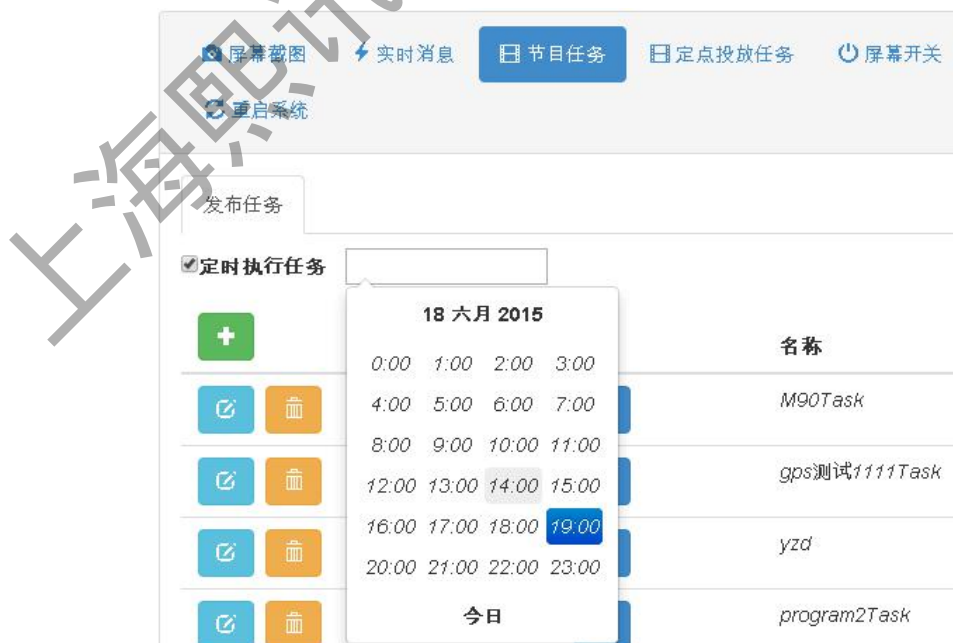 屏幕截图 实时消息 节目任务 定点投放任务 屏幕开关
重启系统
发布任务
定时执行任务
18 六月 2015
0:00 1:00 2:00 3:00
4:00 5:00 6:00 7:00
8:00 9:00 10:00 11:00
12:00 13:00 14:00 15:00
16:00 17:00 18:00 19:00
20:00 21:00 22:00 23:00
今日
名称
M90Task
gps测试1111Task
yzd
program2Task
上海熙讯